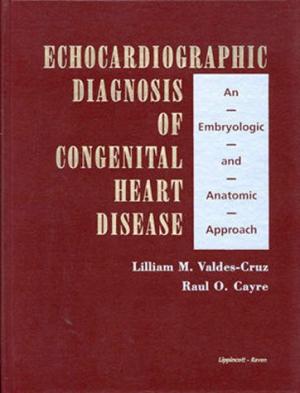 ECHOCARDIOGRAPHIC
DIAGNOSIS
OF
CONGENITAL
HEART
DISEASE
An
Embryologic
and
Anatomic
Approach
Lilliam M. Valdes-Cruz
Raul O. Cayre
Lippincott - Raven